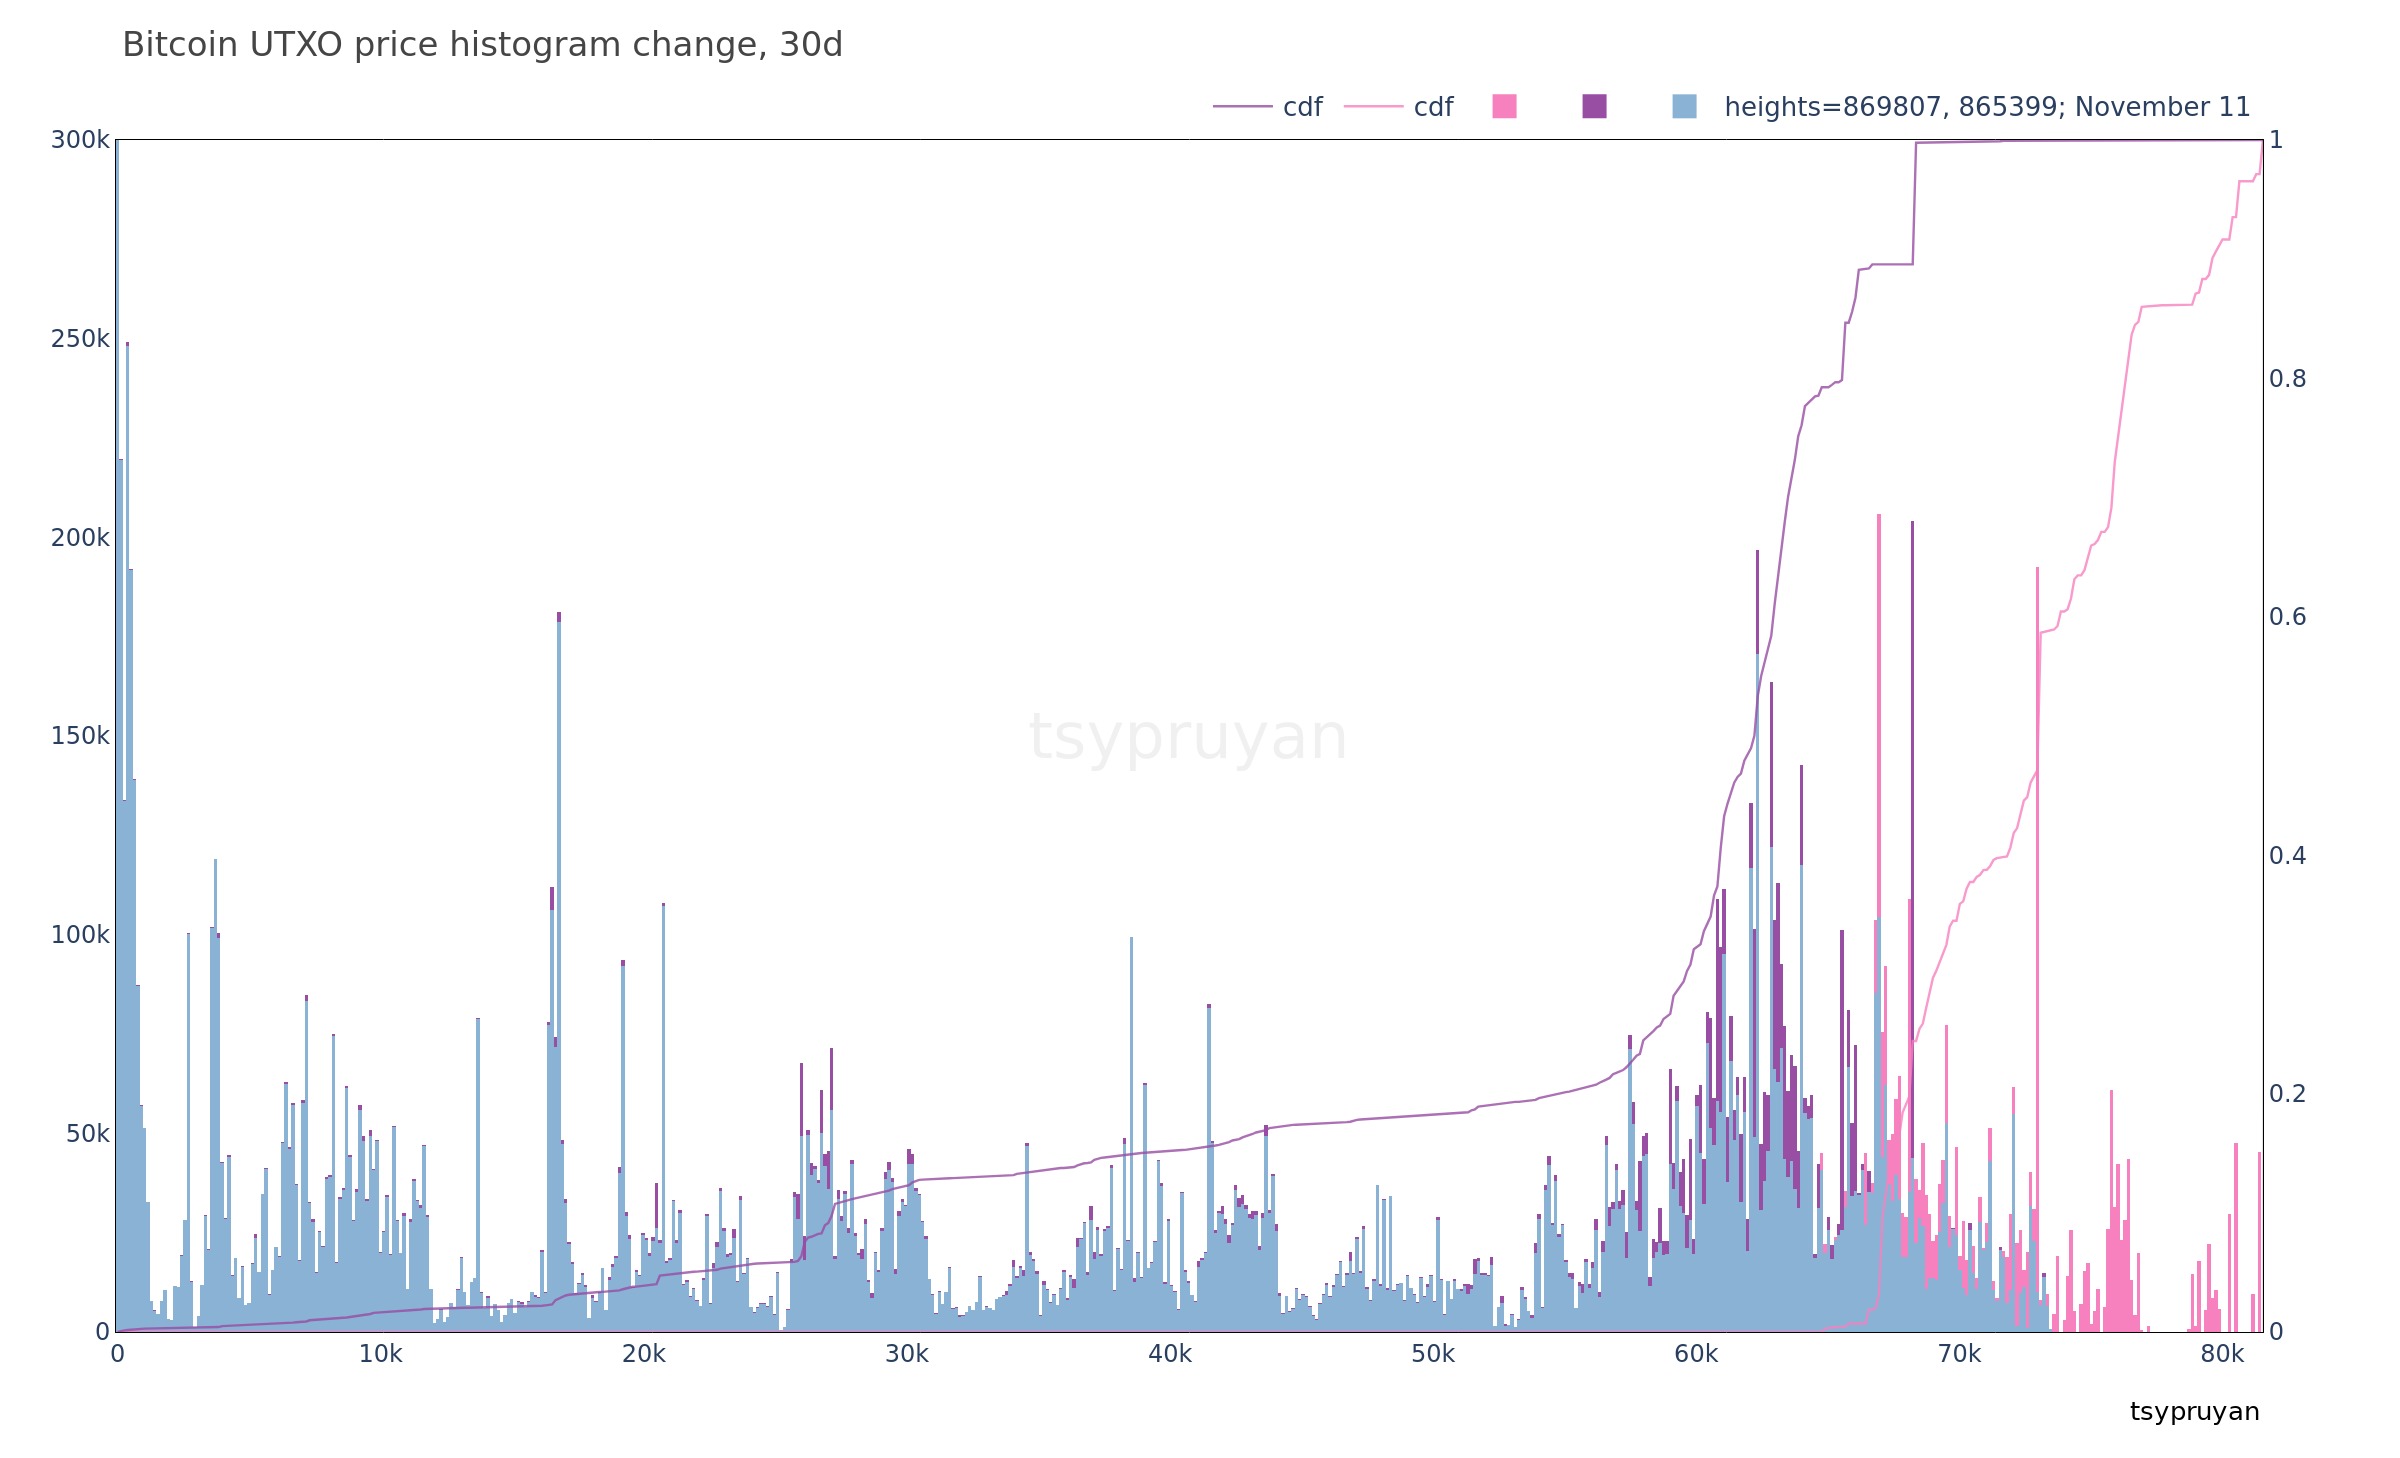 Bitcoin UTXO price histogram change, 30d
cdf cdf heights=869807, 865399; November 11
300k 1
250k
0.8
200k
0.6
150k
tsypruyan
100k
0.4
50k
0.2
0 0
0 10k 20k 30k 40k 50k 60k 70k 80k
tsypruyan